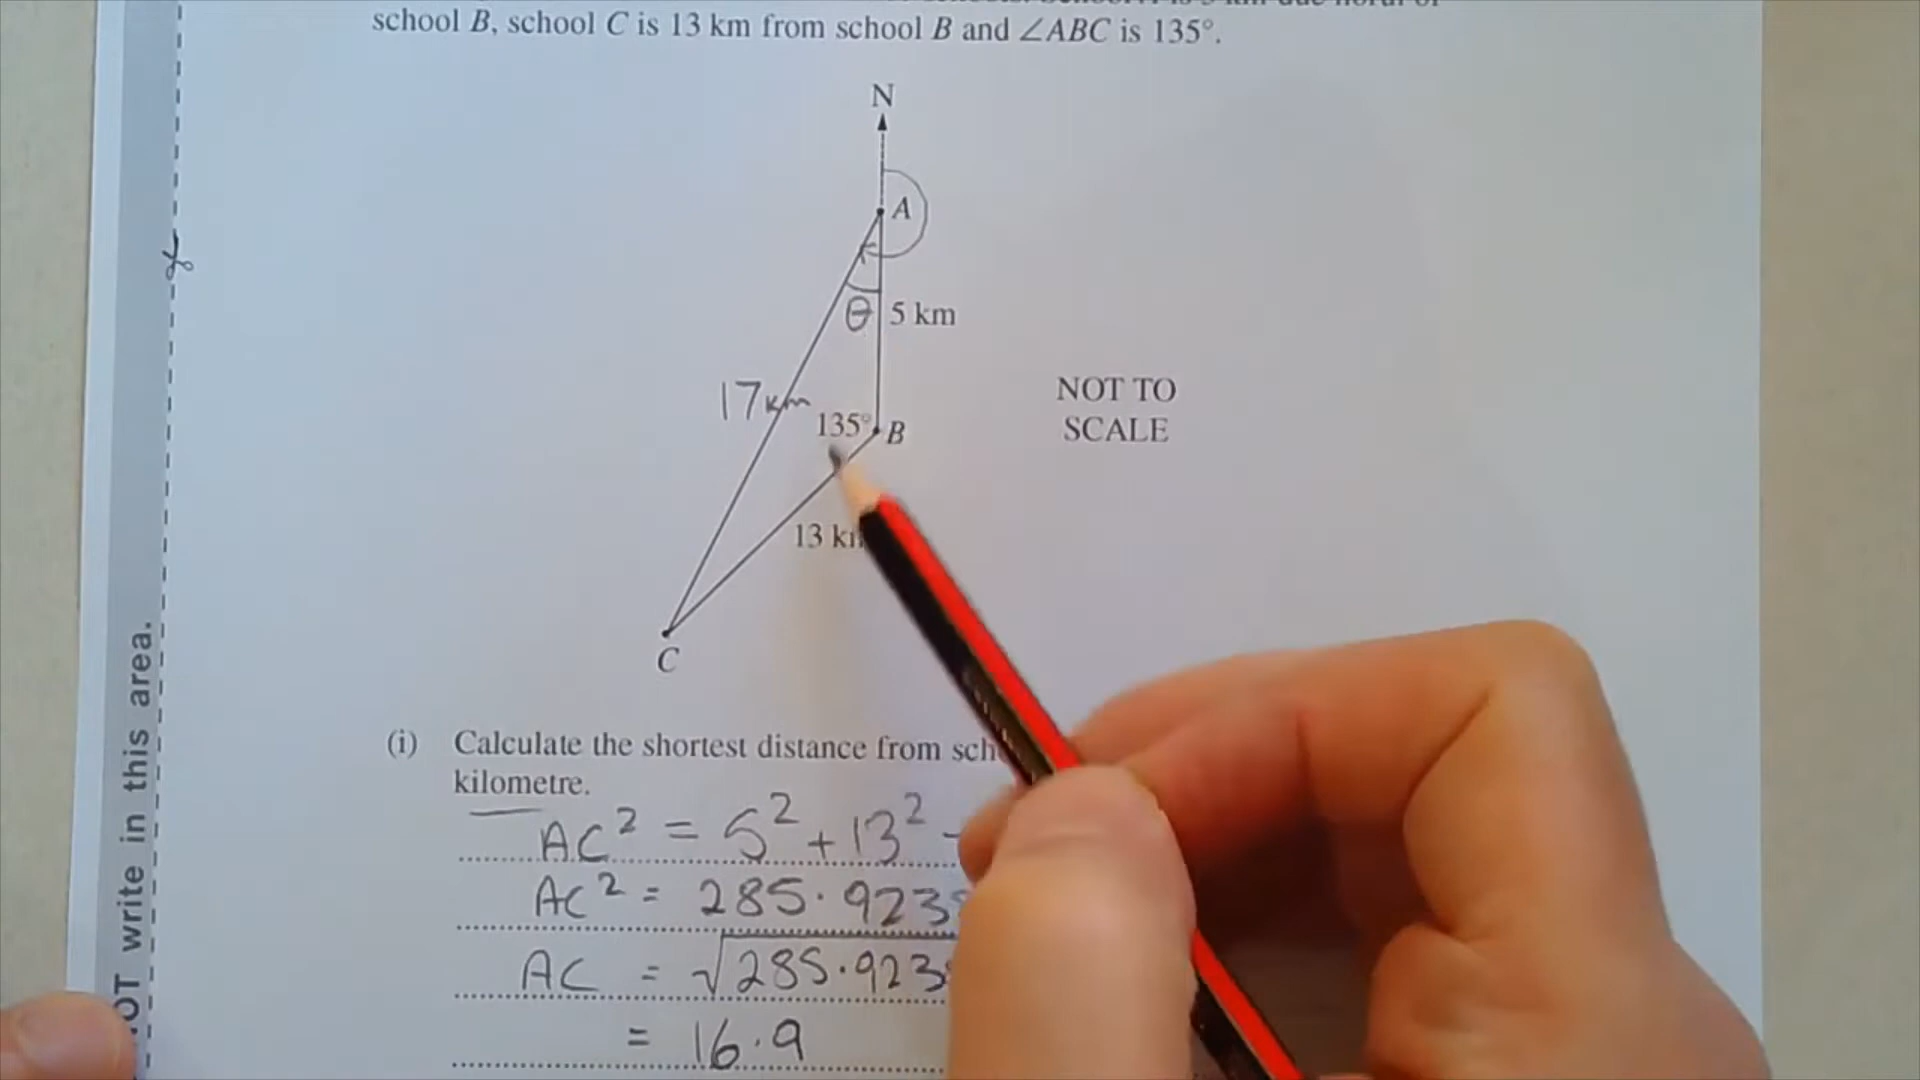 school B, school C is 13 km from school B and ∠ABC is 135°.
N
A
θ
5 km
17km
135°
B
NOT TO
SCALE
13
C
(i) Calculate the shortest distance from
kilometre.
AC² = 5² + 13² -
AC² = 285.923
AC = √285.923
= 16.9
NOT write in this area.